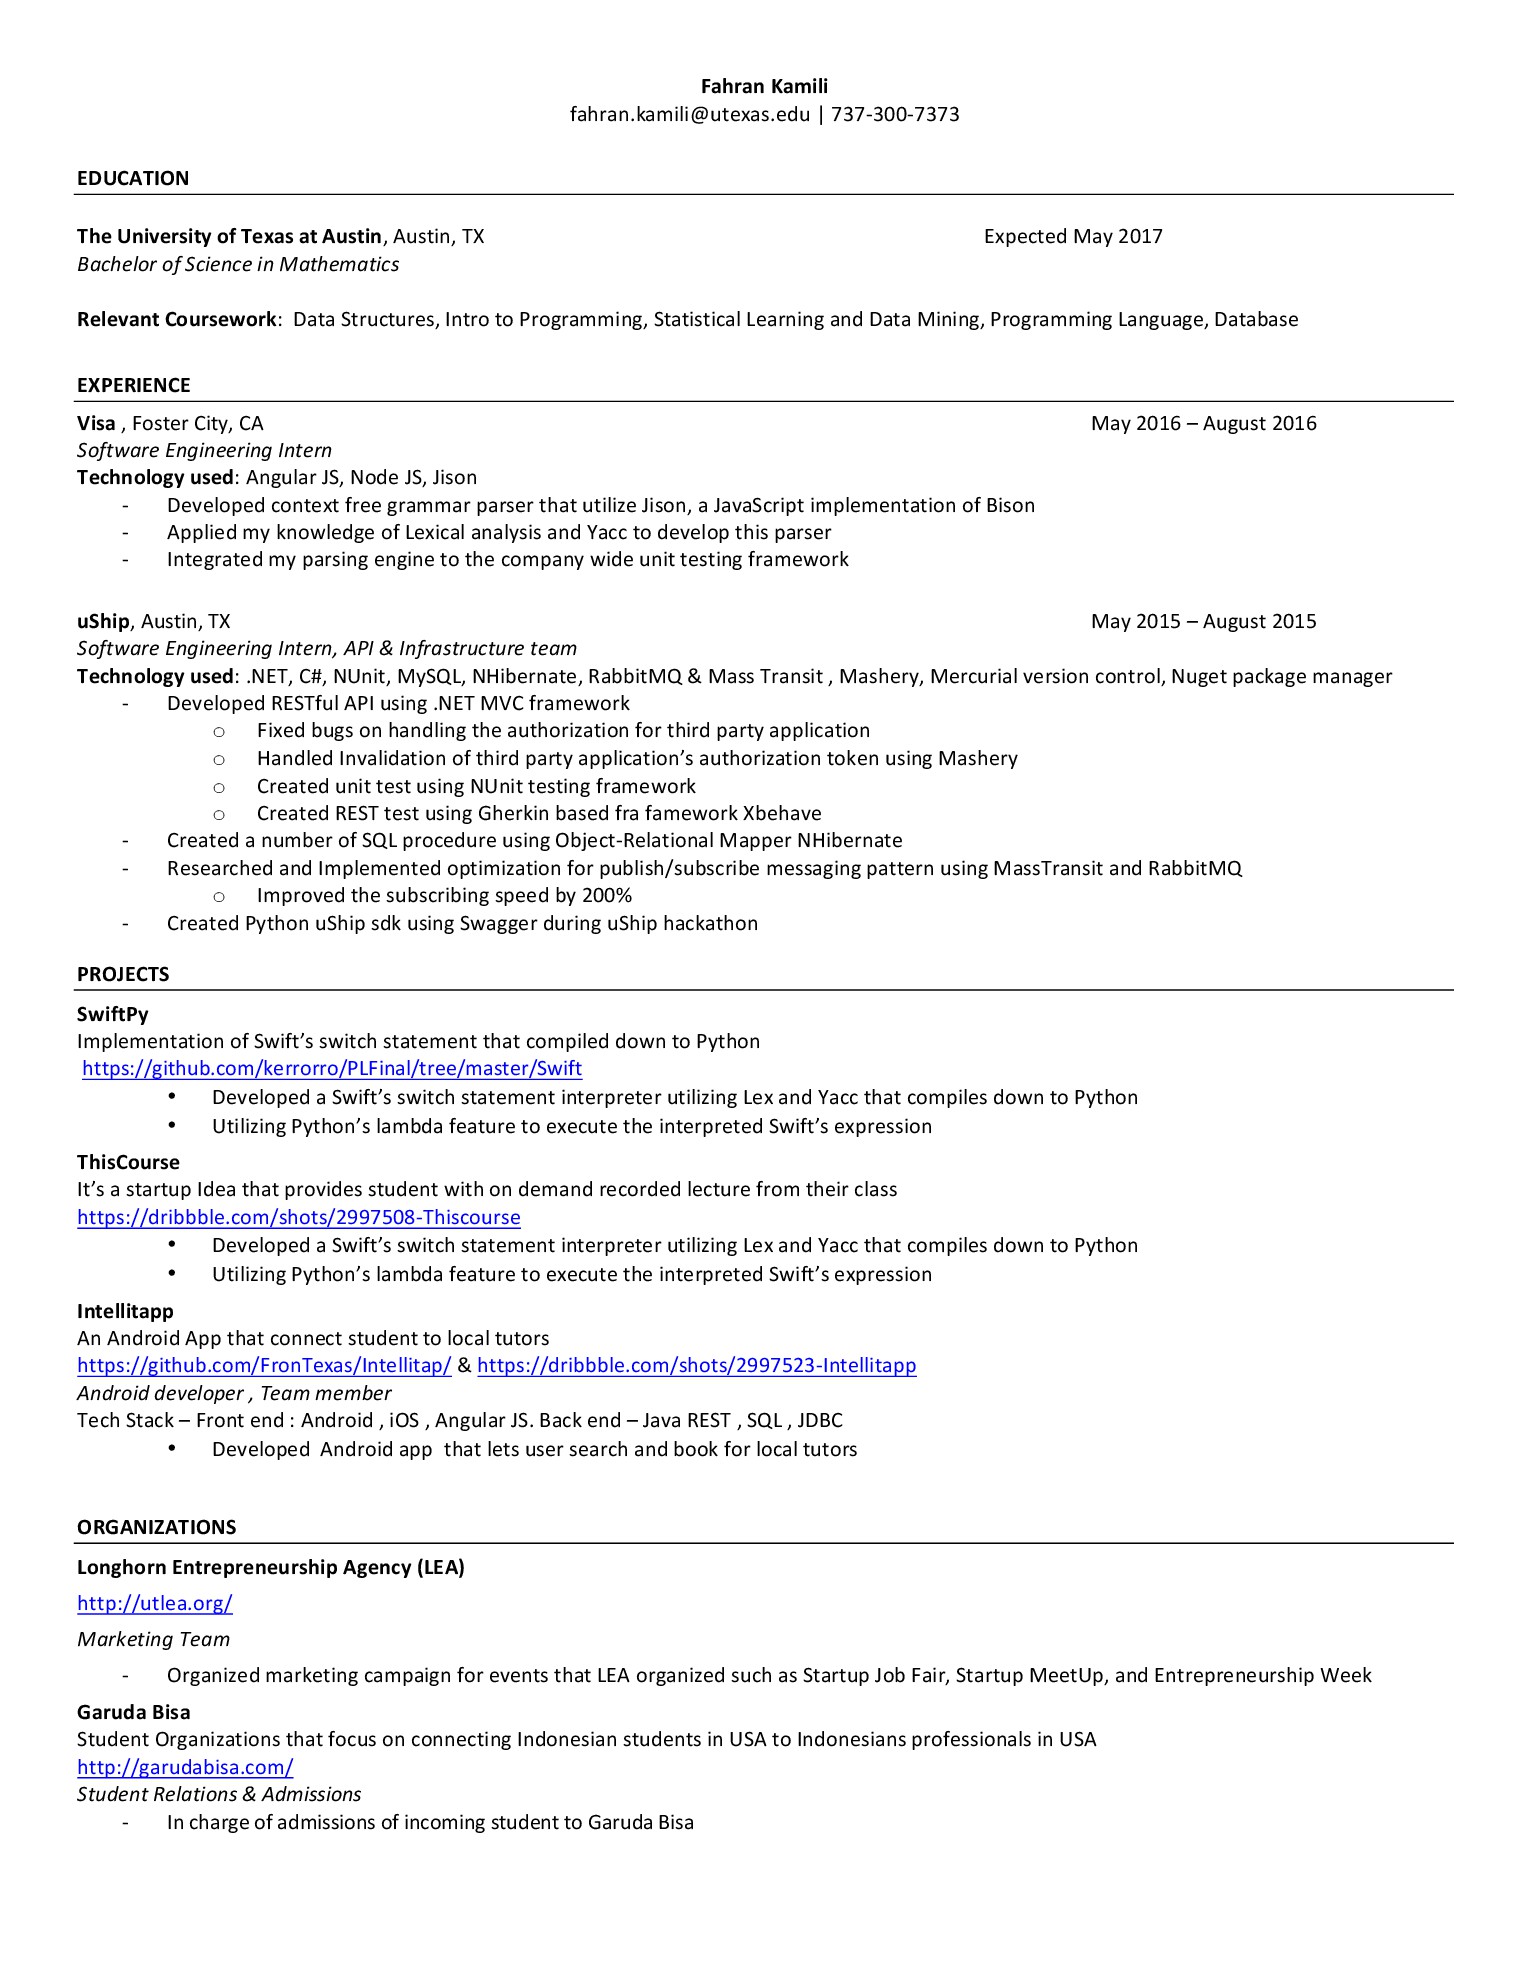 Fahran Kamili
fahran.kamili@utexas.edu | 737-300-7373
EDUCATION
The University of Texas at Austin, Austin, TX Expected May 2017
Bachelor of Science in Mathematics
Relevant Coursework:  Data Structures, Intro to Programming, Statistical Learning and Data Mining, Programming Language, Database
EXPERIENCE
Visa , Foster City, CA May 2016 – August 2016
Software Engineering Intern
Technology used: Angular JS, Node JS, Jison
- Developed context free grammar parser that utilize Jison, a JavaScript implementation of Bison
- Applied my knowledge of Lexical analysis and Yacc to develop this parser
- Integrated my parsing engine to the company wide unit testing framework
uShip, Austin, TX May 2015 – August 2015
Software Engineering Intern, API & Infrastructure team
Technology used: .NET, C#, NUnit, MySQL, NHibernate, RabbitMQ & Mass Transit , Mashery, Mercurial version control, Nuget package manager
- Developed RESTful API using .NET MVC framework
o Fixed bugs on handling the authorization for third party application
o Handled Invalidation of third party application’s authorization token using Mashery
o Created unit test using NUnit testing framework
o Created REST test using Gherkin based fra famework Xbehave
- Created a number of SQL procedure using Object-Relational Mapper NHibernate
- Researched and Implemented optimization for publish/subscribe messaging pattern using MassTransit and RabbitMQ
o Improved the subscribing speed by 200%
- Created Python uShip sdk using Swagger during uShip hackathon
PROJECTS
SwiftPy
Implementation of Swift’s switch statement that compiled down to Python
https://github.com/kerrorro/PLFinal/tree/master/Swift
• Developed a Swift’s switch statement interpreter utilizing Lex and Yacc that compiles down to Python
• Utilizing Python’s lambda feature to execute the interpreted Swift’s expression
ThisCourse
It’s a startup Idea that provides student with on demand recorded lecture from their class
https://dribbble.com/shots/2997508-Thiscourse
• Developed a Swift’s switch statement interpreter utilizing Lex and Yacc that compiles down to Python
• Utilizing Python’s lambda feature to execute the interpreted Swift’s expression
Intellitapp
An Android App that connect student to local tutors
https://github.com/FronTexas/Intellitap/ & https://dribbble.com/shots/2997523-Intellitapp
Android developer , Team member
Tech Stack – Front end : Android , iOS , Angular JS. Back end – Java REST , SQL , JDBC
• Developed  Android app  that lets user search and book for local tutors
ORGANIZATIONS
Longhorn Entrepreneurship Agency (LEA)
http://utlea.org/
Marketing Team
- Organized marketing campaign for events that LEA organized such as Startup Job Fair, Startup MeetUp, and Entrepreneurship Week
Garuda Bisa
Student Organizations that focus on connecting Indonesian students in USA to Indonesians professionals in USA
http://garudabisa.com/
Student Relations & Admissions
- In charge of admissions of incoming student to Garuda Bisa